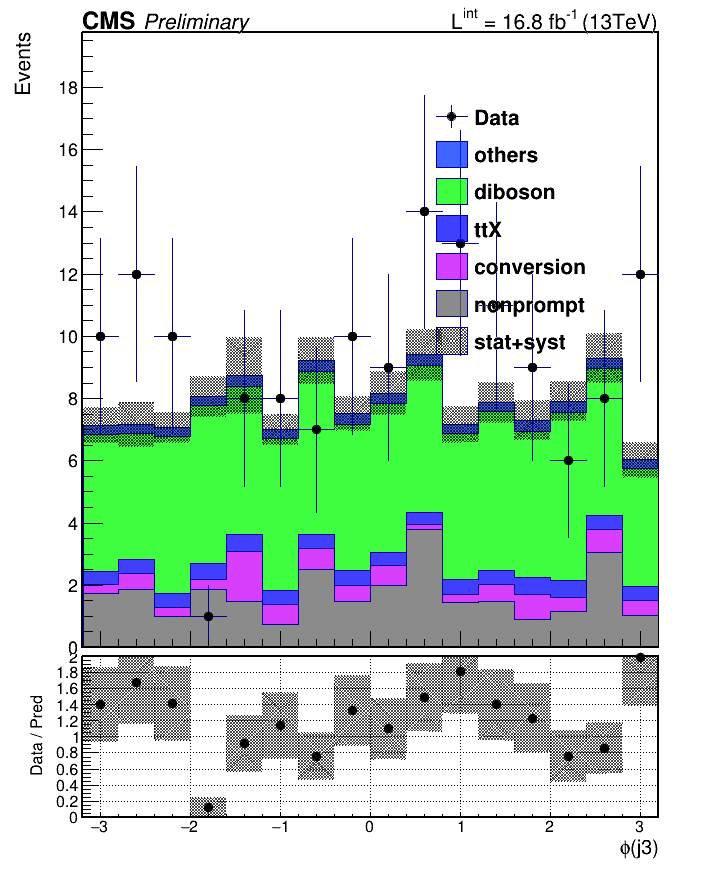 CMS Preliminary L^int = 16.8 fb^-1 (13TeV)
Events
18
16
14
12
10
8
6
4
2
0
Data
others
diboson
ttX
conversion
nonprompt
stat+syst
Data / Pred
2
1.8
1.6
1.4
1.2
1
0.8
0.6
0.4
0.2
0
−3 −2 −1 0 1 2 3
ϕ(j3)